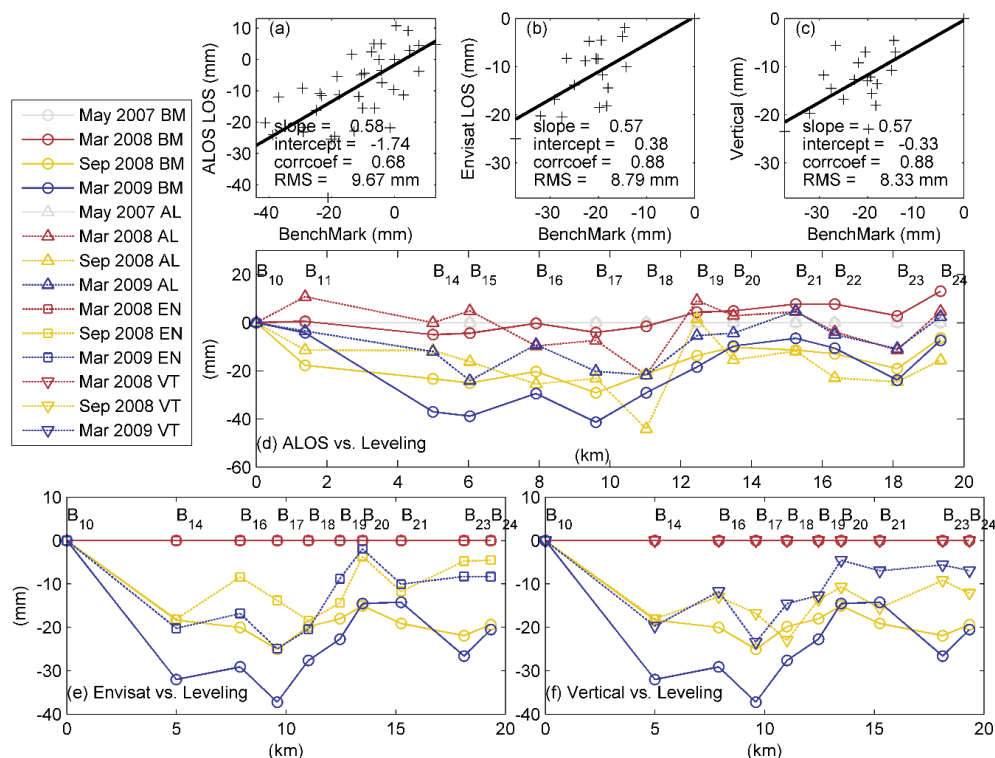 (a)
ALOS LOS (mm)
0
-10
-20
-30
-40
slope = 0.58
intercept = -1.74
corrcoef = 0.68
RMS = 9.67 mm
-40 -20 0
BenchMark (mm)
(b)
Envisat LOS (mm)
0
-10
-20
-30
slope = 0.57
intercept = 0.38
corrcoef = 0.88
RMS = 8.79 mm
-30 -20 -10 0
BenchMark (mm)
(c)
Vertical (mm)
0
-10
-20
-30
slope = 0.57
intercept = -0.33
corrcoef = 0.88
RMS = 8.33 mm
-30 -20 -10 0
BenchMark (mm)
May 2007 BM
Mar 2008 BM
Sep 2008 BM
Mar 2009 BM
May 2007 AL
Mar 2008 AL
Sep 2008 AL
Mar 2009 AL
Mar 2008 EN
Sep 2008 EN
Mar 2009 EN
Mar 2008 VT
Sep 2008 VT
Mar 2009 VT
B10 B11 B14 B15 B16 B17 B18 B19 B20 B21 B22 B23 B24
20
0
-20
-40
-60
(mm)
(d) ALOS vs. Leveling
0 2 4 6 8 10 12 14 16 18 20
(km)
B10 B14 B16 B17 B18 B19 B20 B21 B23 B24
10
0
-10
-20
-30
-40
(mm)
(e) Envisat vs. Leveling
0 5 10 15 20
(km)
B10 B14 B16 B17 B18 B19 B20 B21 B23 B24
10
0
-10
-20
-30
-40
(f) Vertical vs. Leveling
0 5 10 15 20
(km)